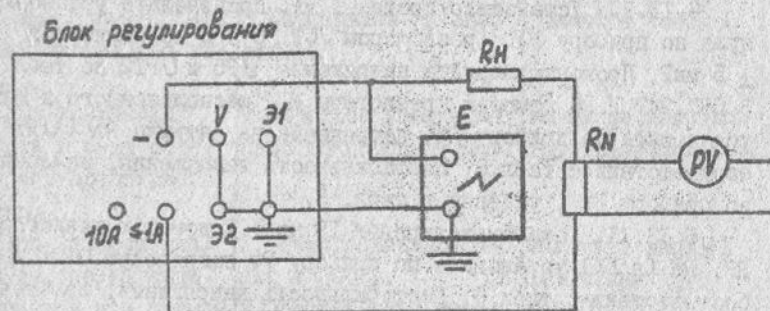 Блок регулирования
Rн
- V Э1
E
RN
PV
10А ≤1А Э2